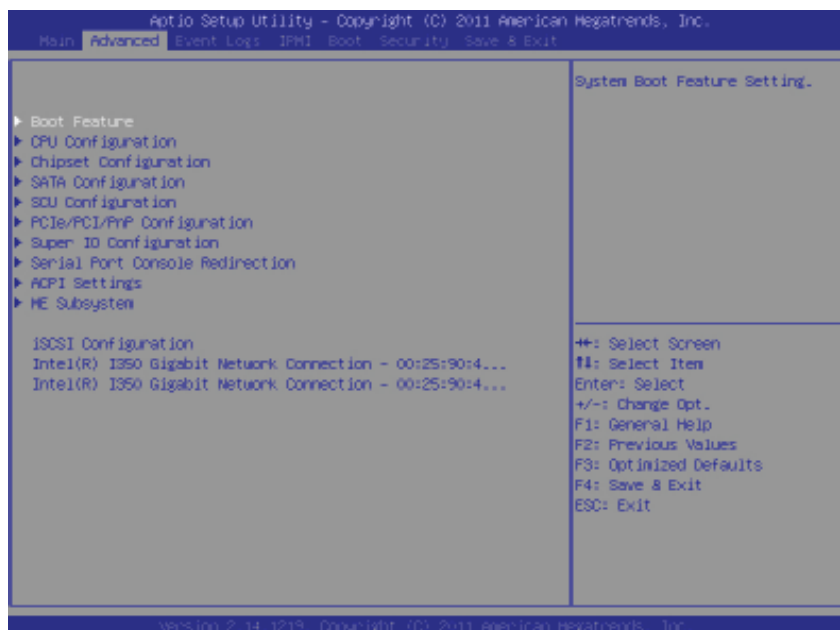 Aptio Setup Utility - Copyright (C) 2011 American Megatrends, Inc.
Main Advanced Event Logs IPMI Boot Security Save & Exit
System Boot Feature Setting.
▶ Boot Feature
▶ CPU Configuration
▶ Chipset Configuration
▶ SATA Configuration
▶ SCU Configuration
▶ PCIe/PCI/PnP Configuration
▶ Super IO Configuration
▶ Serial Port Console Redirection
▶ ACPI Settings
▶ ME Subsystem
iSCSI Configuration
Intel(R) I350 Gigabit Network Connection - 00:25:90:4...
Intel(R) I350 Gigabit Network Connection - 00:25:90:4...
→←: Select Screen
↑↓: Select Item
Enter: Select
+/-: Change Opt.
F1: General Help
F2: Previous Values
F3: Optimized Defaults
F4: Save & Exit
ESC: Exit
Version 2.14.1219. Copyright (C) 2011 American Megatrends, Inc.